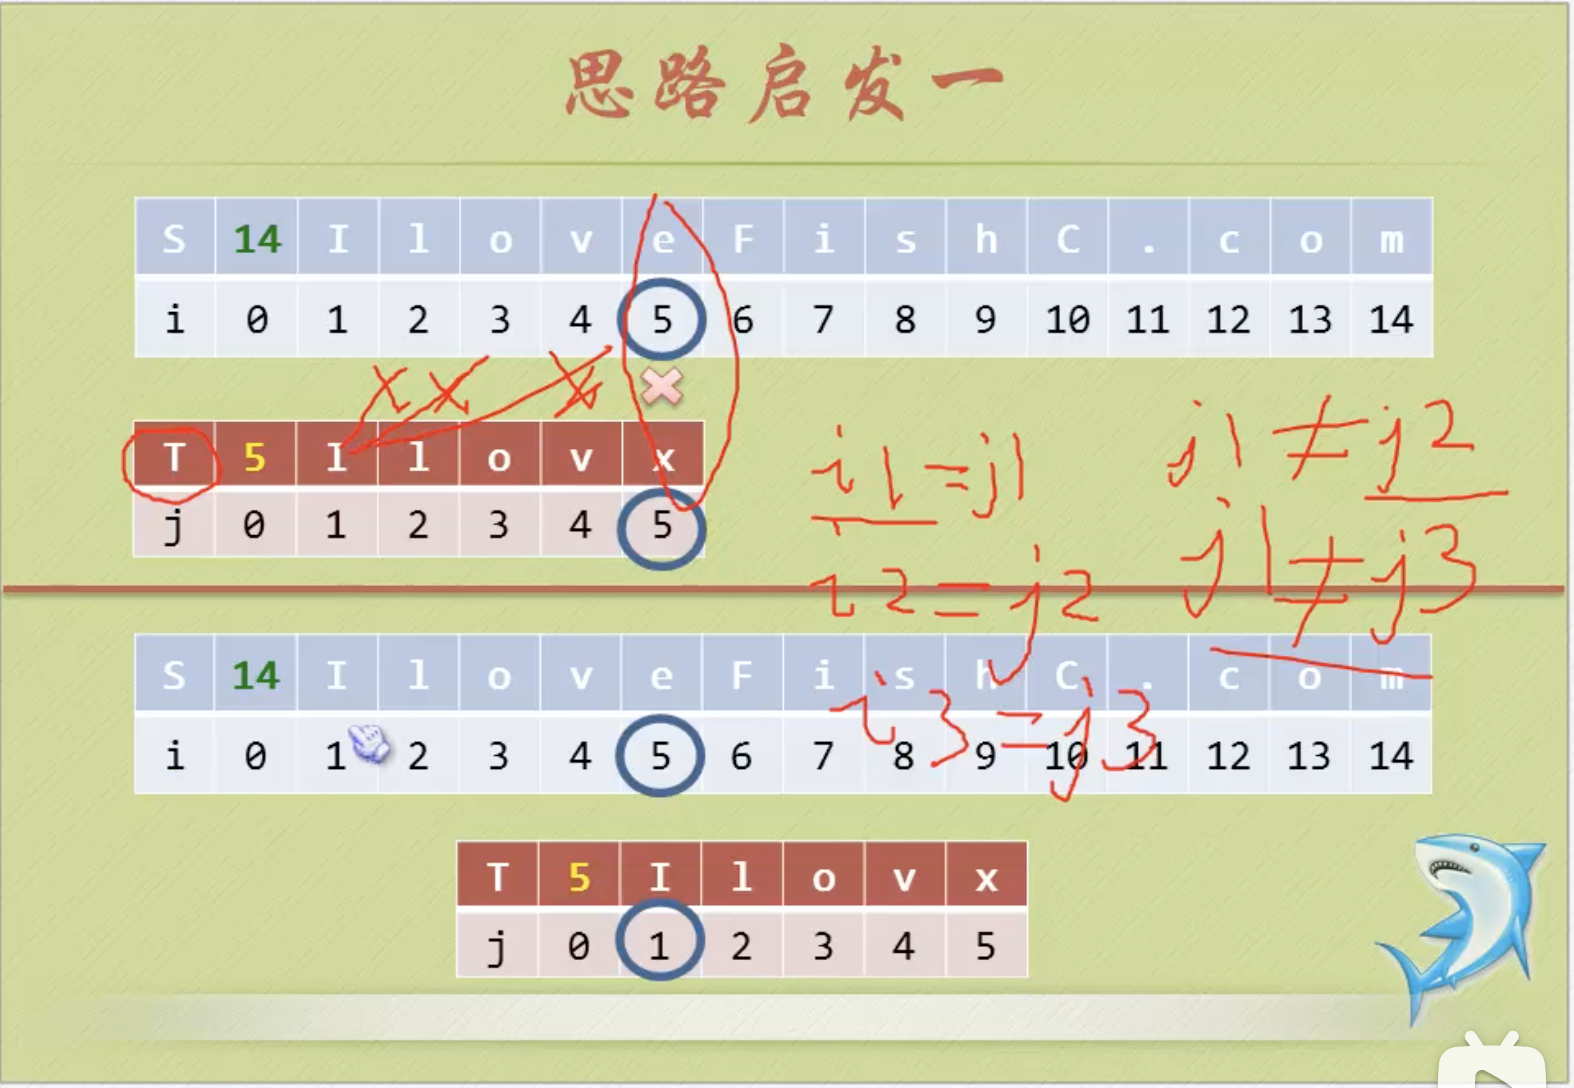 思路启发一
S 14 I l o v e F i s h C . c o m
i 0 1 2 3 4 5 6 7 8 9 10 11 12 13 14
T 5 I l o v x
j 0 1 2 3 4 5
i1=j1
j1≠j2
i2=j2
j1≠j3
i3=j3
S 14 I l o v e F i s h C . c o m
i 0 1 2 3 4 5 6 7 8 9 10 11 12 13 14
T 5 I l o v x
j 0 1 2 3 4 5